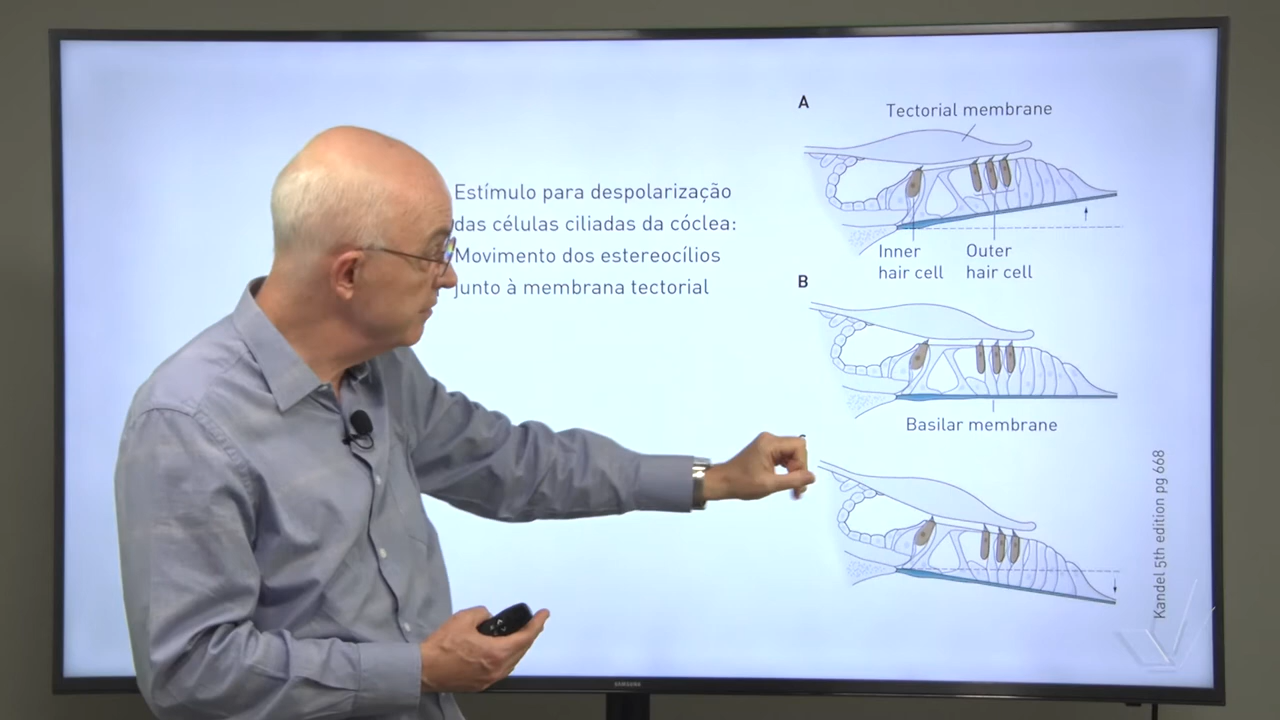 Estímulo para despolarização
das células ciliadas da cóclea:
Movimento dos estereocílios
junto à membrana tectorial
A
Tectorial membrane
Inner
hair cell
Outer
hair cell
B
Basilar membrane
Kandel 5th edition pg 668
SAMSUNG